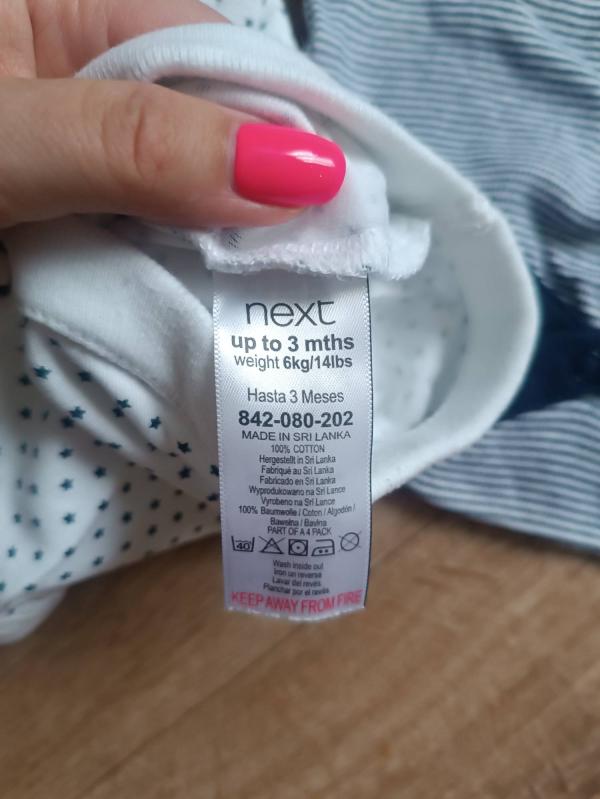 next
up to 3 mths
weight 6kg/14lbs
Hasta 3 Meses
842-080-202
MADE IN SRI LANKA
100% COTTON
Hergestellt in Sri Lanka
Fabriqué au Sri Lanka
Fabricado en Sri Lanka
Wyprodukowano na Sri Lance
Vyrobeno na Srí Lance
100% Baumwolle / Coton / Algodón /
Bawełna / Bavlna
PART OF A 4 PACK
40
Wash inside out
Iron on reverse
Lavar del revés
Planchar por el revés
KEEP AWAY FROM FIRE